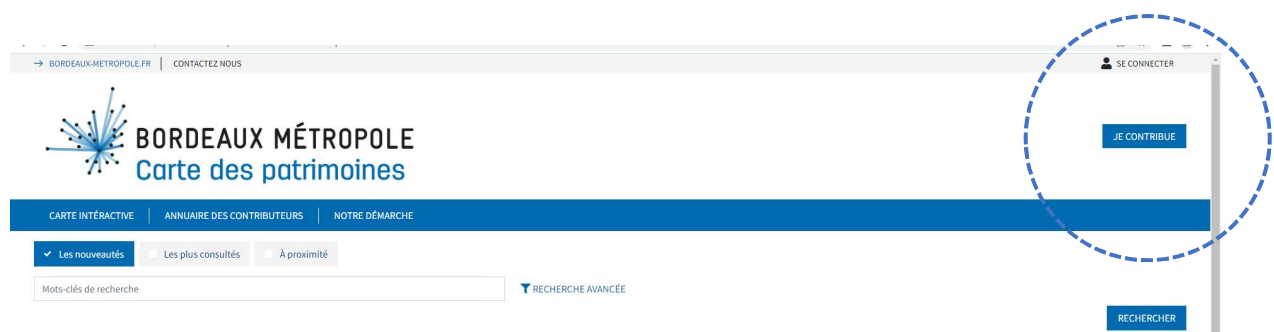 → BORDEAUX-METROPOLE.FR | CONTACTEZ NOUS SE CONNECTER
BORDEAUX MÉTROPOLE
Carte des patrimoines
JE CONTRIBUE
CARTE INTÉRACTIVE | ANNUAIRE DES CONTRIBUTEURS | NOTRE DÉMARCHE
Les nouveautés Les plus consultés À proximité
Mots-clés de recherche RECHERCHE AVANCÉE
RECHERCHER